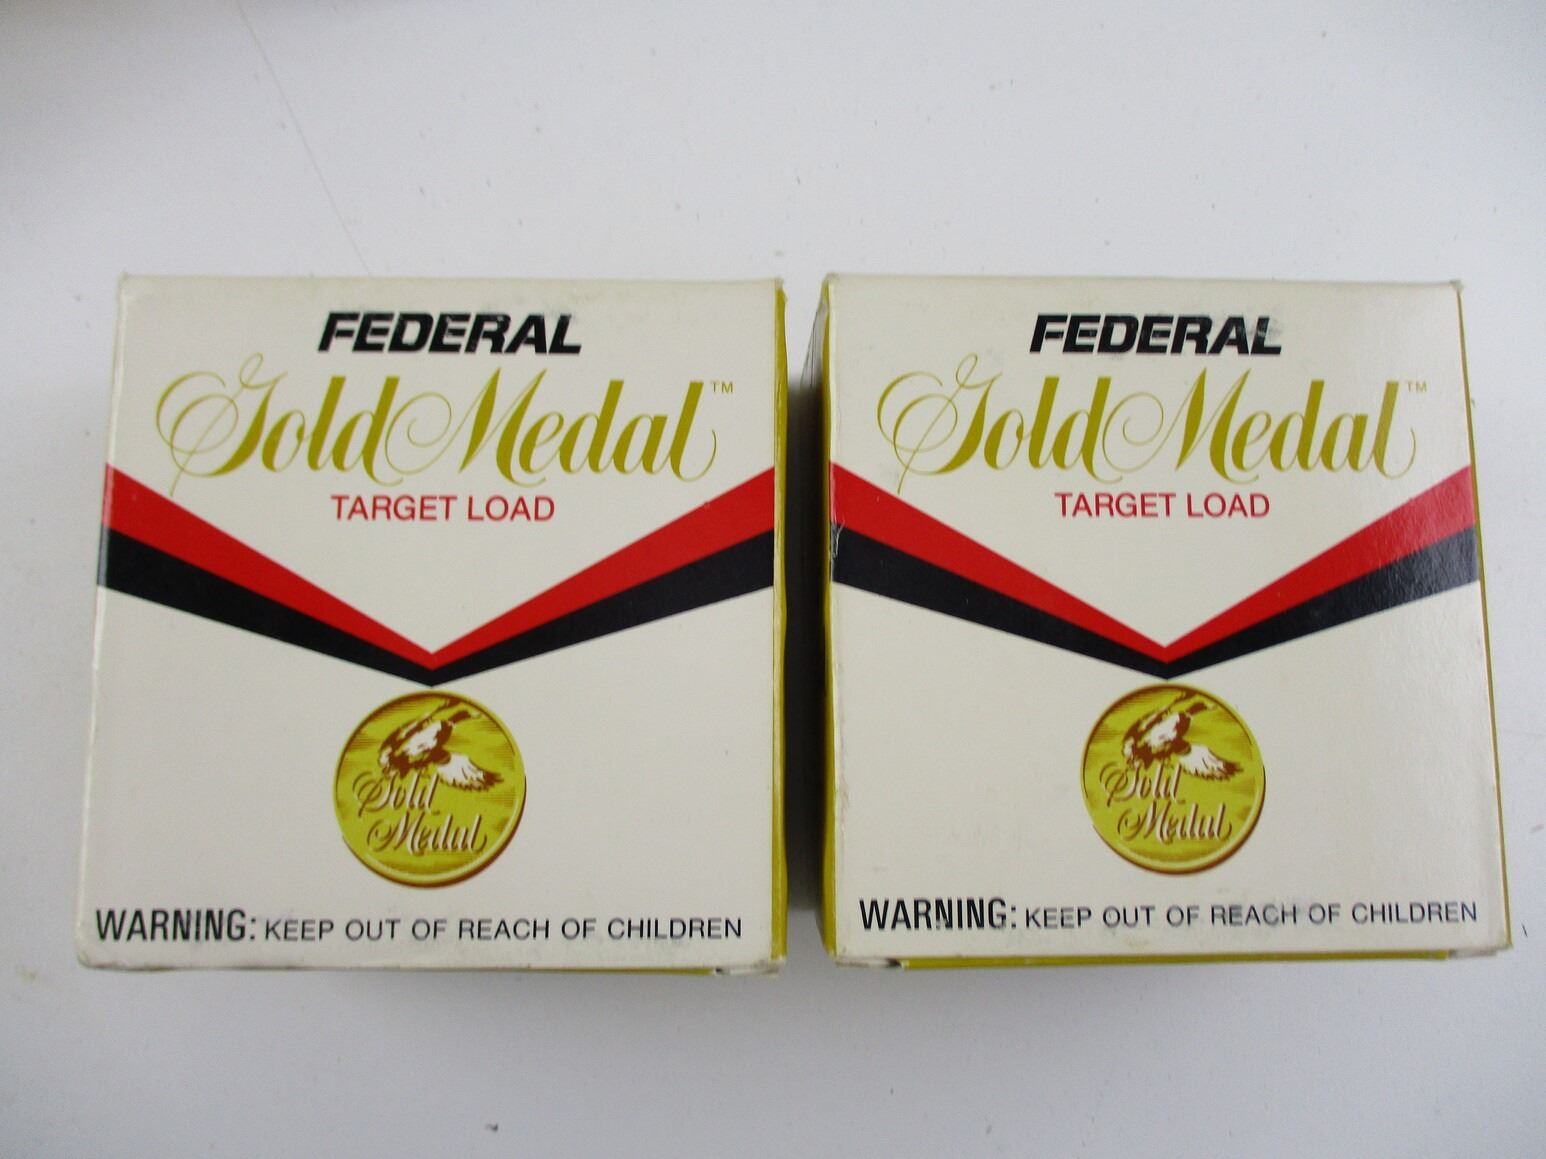 FEDERAL
Gold Medal™
TARGET LOAD
Gold
Medal
WARNING: KEEP OUT OF REACH OF CHILDREN
FEDERAL
Gold Medal™
TARGET LOAD
Gold
Medal
WARNING: KEEP OUT OF REACH OF CHILDREN